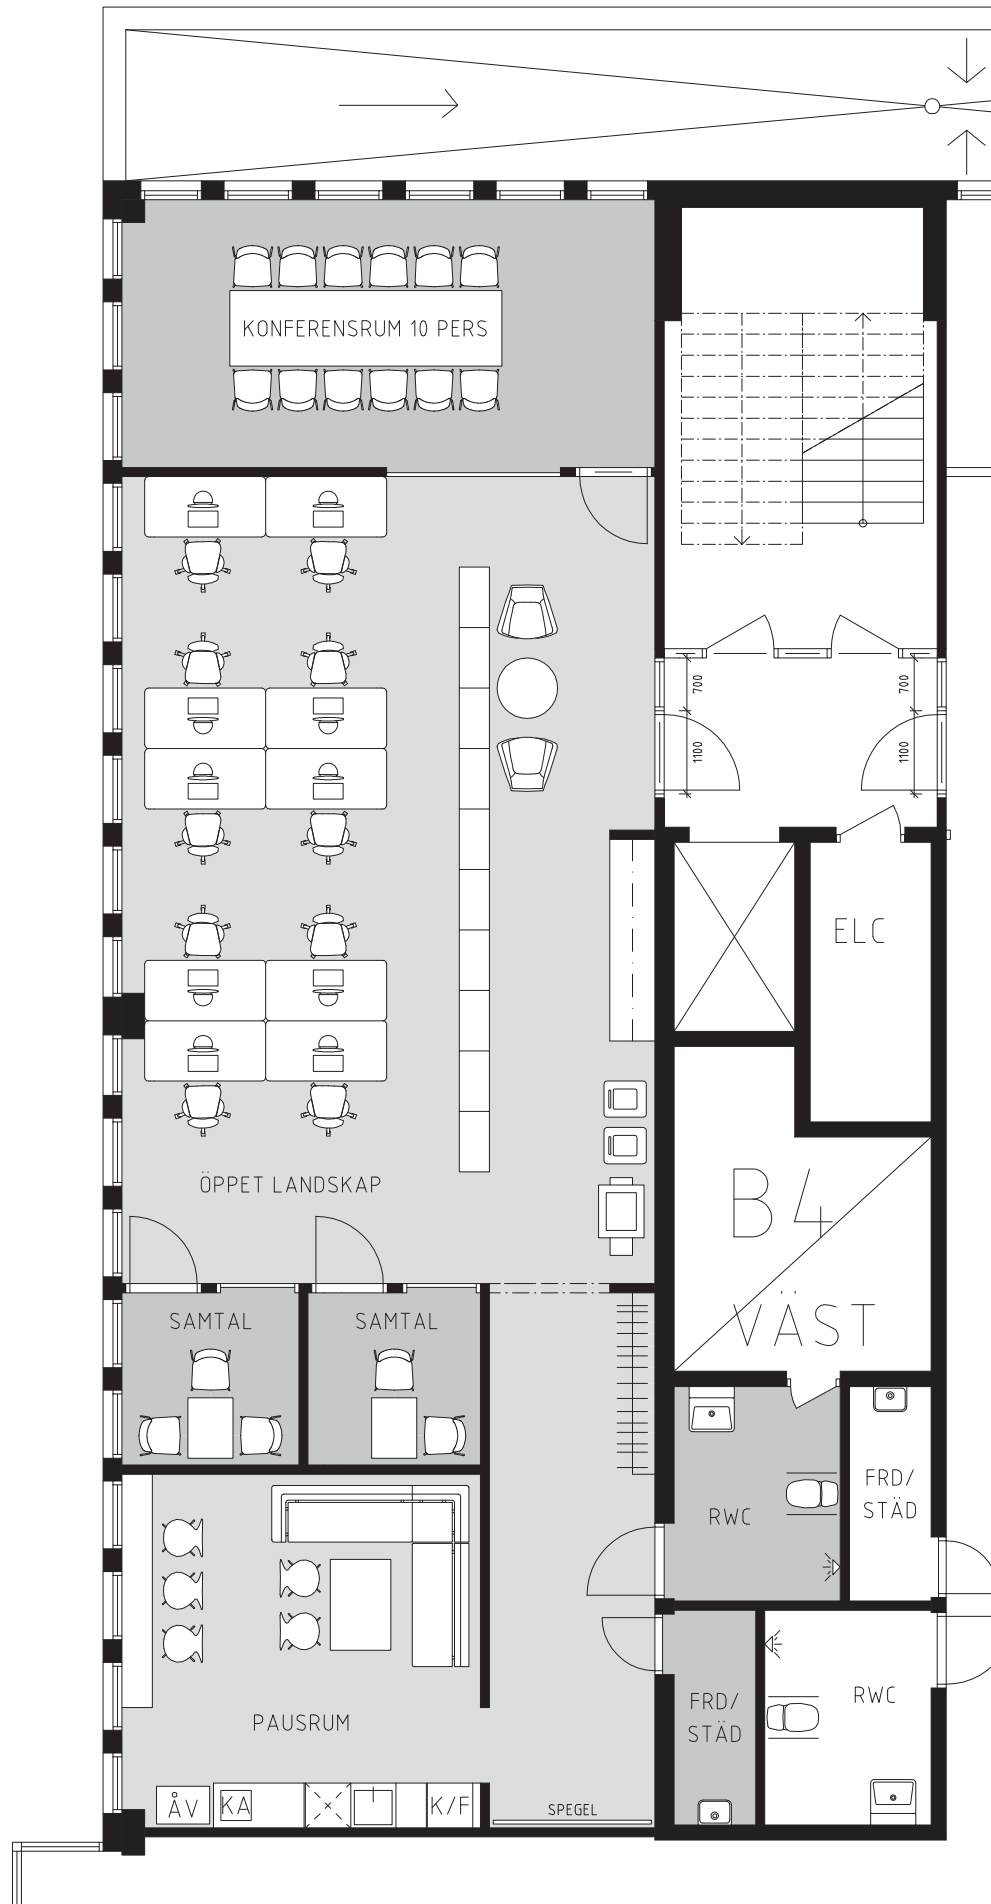 KONFERENSRUM 10 PERS
700
700
1100
1100
ELC
ÖPPET LANDSKAP
B4
VÄST
SAMTAL
SAMTAL
FRD/
STÄD
RWC
FRD/
STÄD
RWC
PAUSRUM
ÅV
KA
K/F
SPEGEL